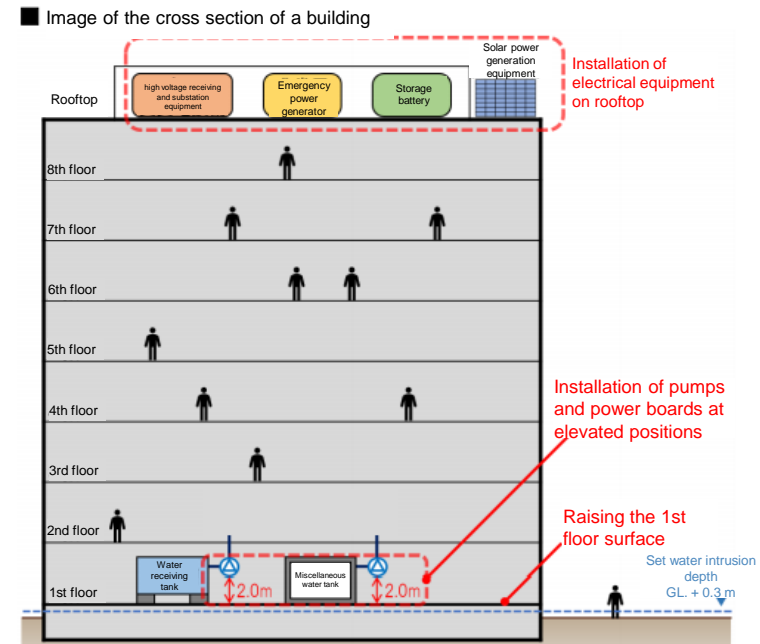 Image of the cross section of a building
Solar power
generation
equipment
Installation of
electrical equipment
on rooftop
Rooftop
high voltage receiving
and substation
equipment
Emergency
power
generator
Storage
battery
8th floor
7th floor
6th floor
5th floor
4th floor
Installation of pumps
and power boards at
elevated positions
3rd floor
2nd floor
Raising the 1st
floor surface
1st floor
Water
receiving
tank
2.0m
Miscellaneous
water tank
2.0m
Set water intrusion
depth
GL. + 0.3 m